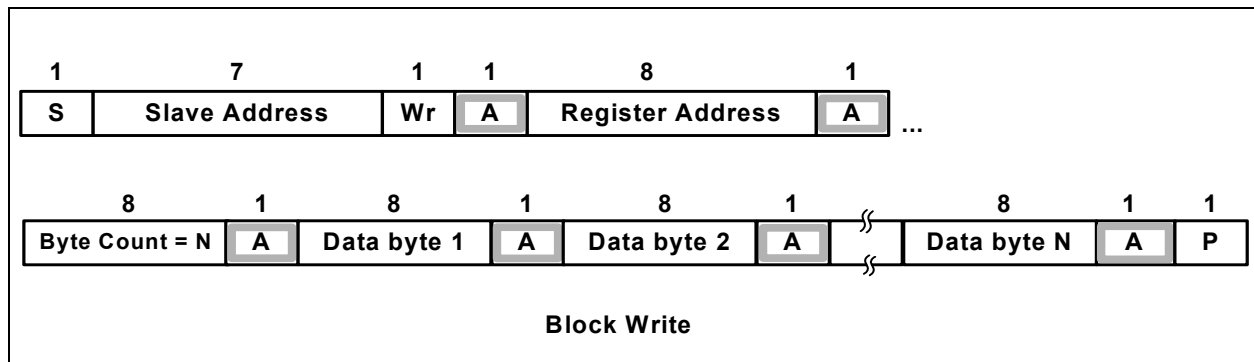 1 7 1 1 8 1
S Slave Address Wr A Register Address A ...
8 1 8 1 8 1 8 1 1
Byte Count = N A Data byte 1 A Data byte 2 A Data byte N A P
Block Write